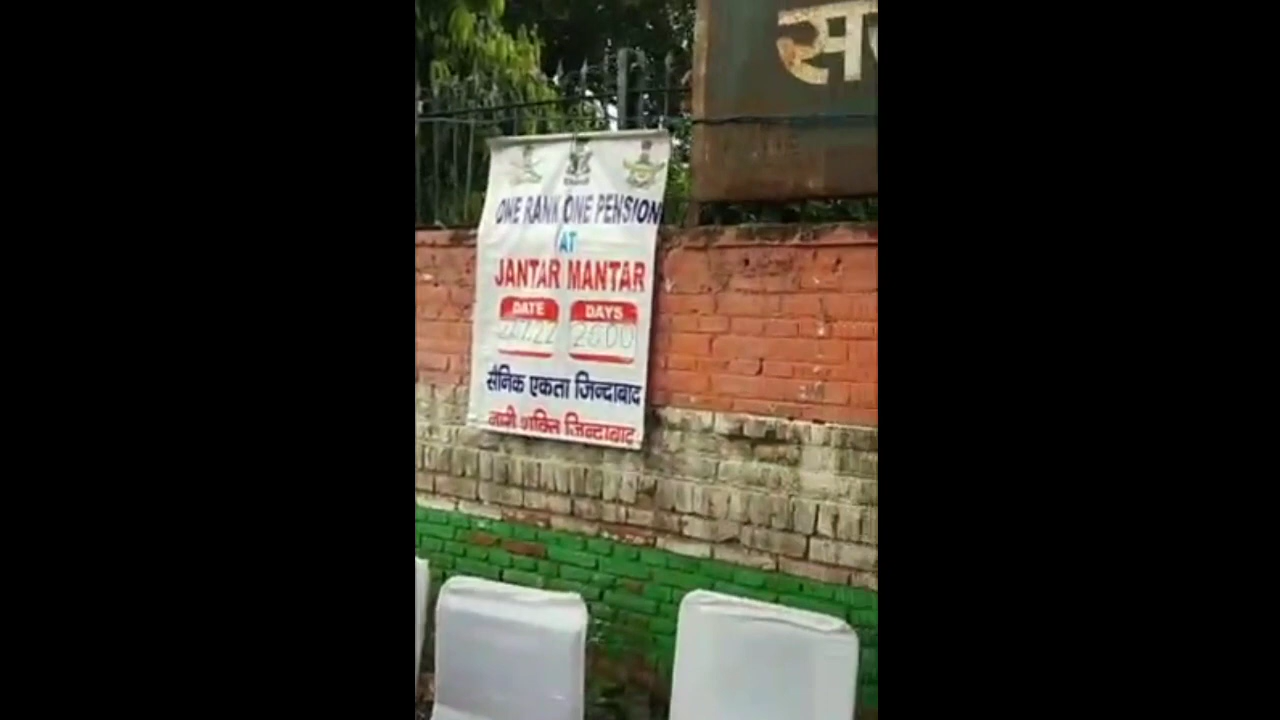 ONE RANK ONE PENSION
AT
JANTAR MANTAR
DATE DAYS
सैनिक एकता जिन्दाबाद
नारी शक्ति जिन्दाबाद